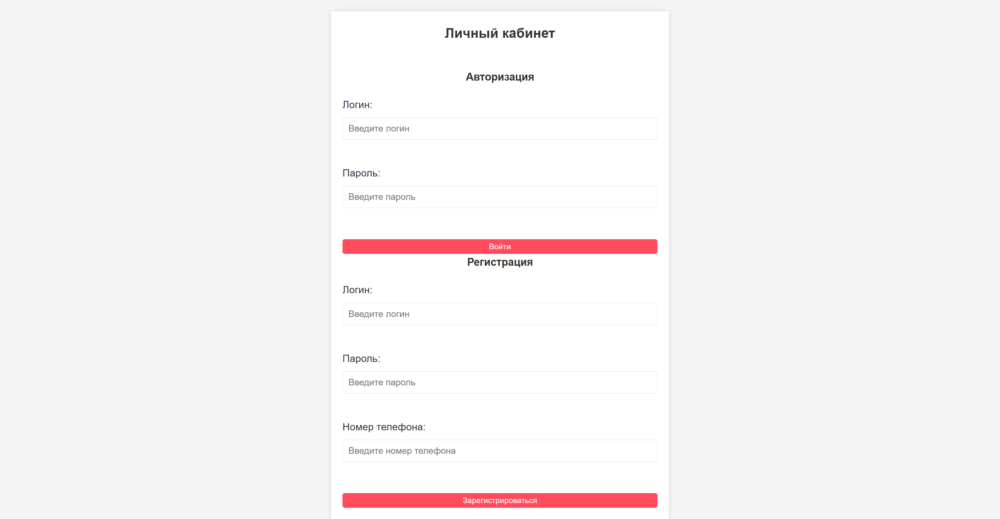 Личный кабинет
Авторизация
Логин:
Введите логин
Пароль:
Введите пароль
Войти
Регистрация
Логин:
Введите логин
Пароль:
Введите пароль
Номер телефона:
Введите номер телефона
Зарегистрироваться